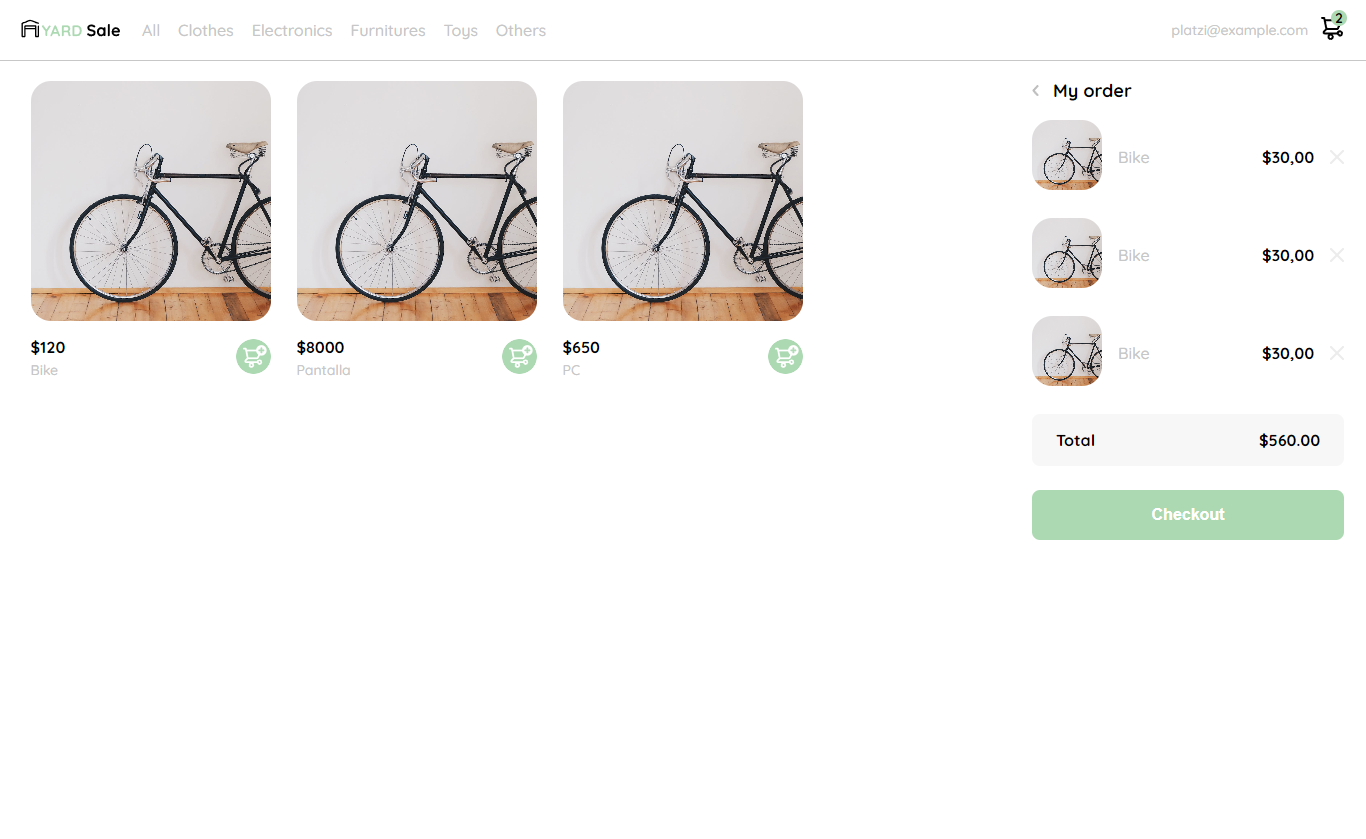 YARD Sale All Clothes Electronics Furnitures Toys Others platzi@example.com 2
My order
Bike $30,00
Bike $30,00
Bike $30,00
Total $560.00
Checkout
$120
Bike
$8000
Pantalla
$650
PC